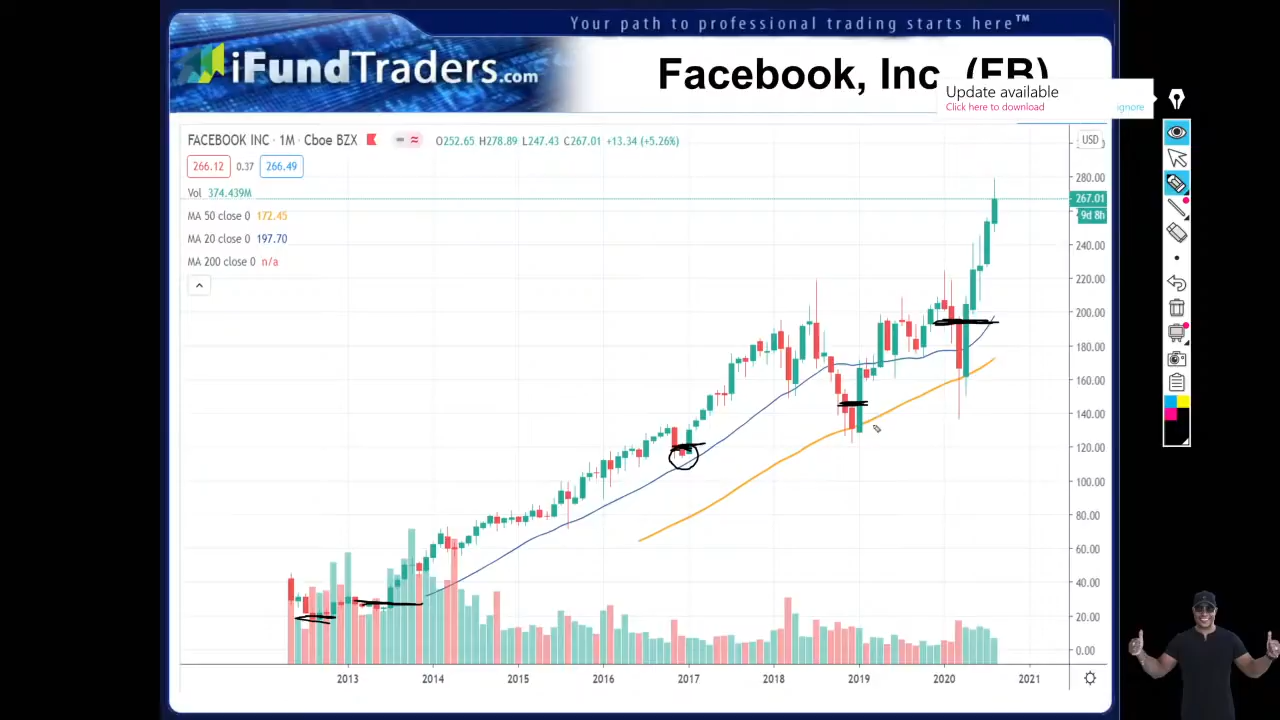 Your path to professional trading starts here™
iFundTraders.com
Facebook, Inc. (FB)
Update available
Click here to download
ignore
FACEBOOK INC · 1M · Cboe BZX
O252.65 H278.89 L247.43 C267.01 +13.34 (+5.26%)
USD
266.12 0.37 266.49
Vol 374.439M
MA 50 close 0 172.45
MA 20 close 0 197.70
MA 200 close 0 n/a
280.00
267.01
9d 8h
240.00
220.00
200.00
180.00
160.00
140.00
120.00
100.00
80.00
60.00
40.00
20.00
0.00
2013 2014 2015 2016 2017 2018 2019 2020 2021